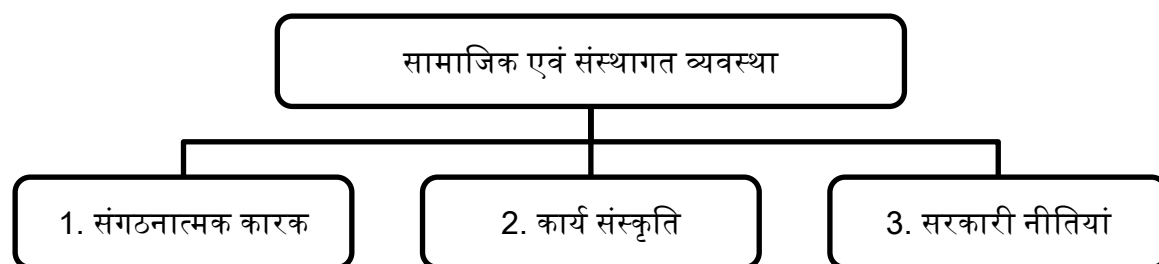 सामाजिक एवं संस्थागत व्यवस्था
1. संगठनात्मक कारक
2. कार्य संस्कृति
3. सरकारी नीतियां